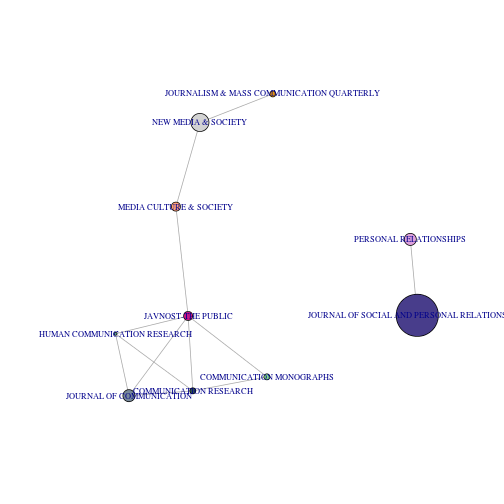 JOURNALISM & MASS COMMUNICATION QUARTERLY
NEW MEDIA & SOCIETY
MEDIA CULTURE & SOCIETY
PERSONAL RELATIONSHIPS
JAVNOST-THE PUBLIC
JOURNAL OF SOCIAL AND PERSONAL RELATIONS
HUMAN COMMUNICATION RESEARCH
COMMUNICATION MONOGRAPHS
COMMUNICATION RESEARCH
JOURNAL OF COMMUNICATION